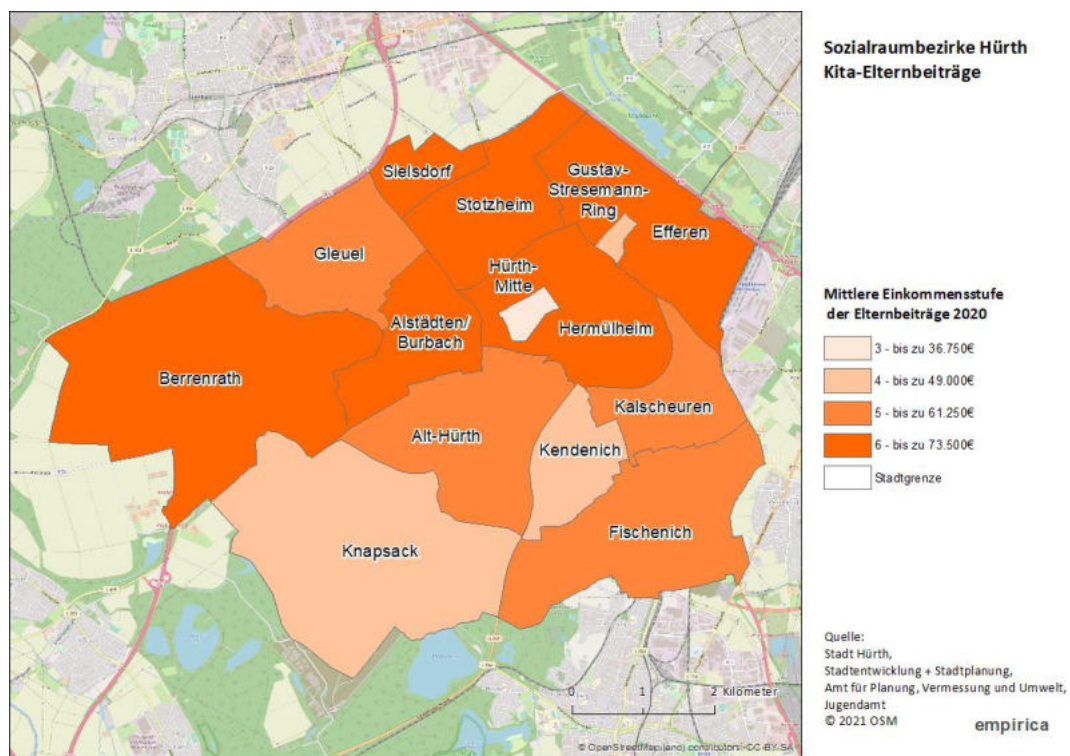 Sozialraumbezirke Hürth
Kita-Elternbeiträge
Sielsdorf
Gustav-
Stresemann-
Ring
Stotzheim
Efferen
Gleuel
Hürth-
Mitte
Alstädten/
Burbach
Hermülheim
Berrenrath
Kalscheuren
Alt-Hürth
Kendenich
Fischenich
Knapsack
Mittlere Einkommensstufe
der Elternbeiträge 2020
3 - bis zu 36.750€
4 - bis zu 49.000€
5 - bis zu 61.250€
6 - bis zu 73.500€
Stadtgrenze
0 1 2 Kilometer
© OpenStreetMap (and) contributors, CC-BY-SA
Quelle:
Stadt Hürth,
Stadtentwicklung + Stadtplanung,
Amt für Planung, Vermessung und Umwelt,
Jugendamt
© 2021 OSM
empirica